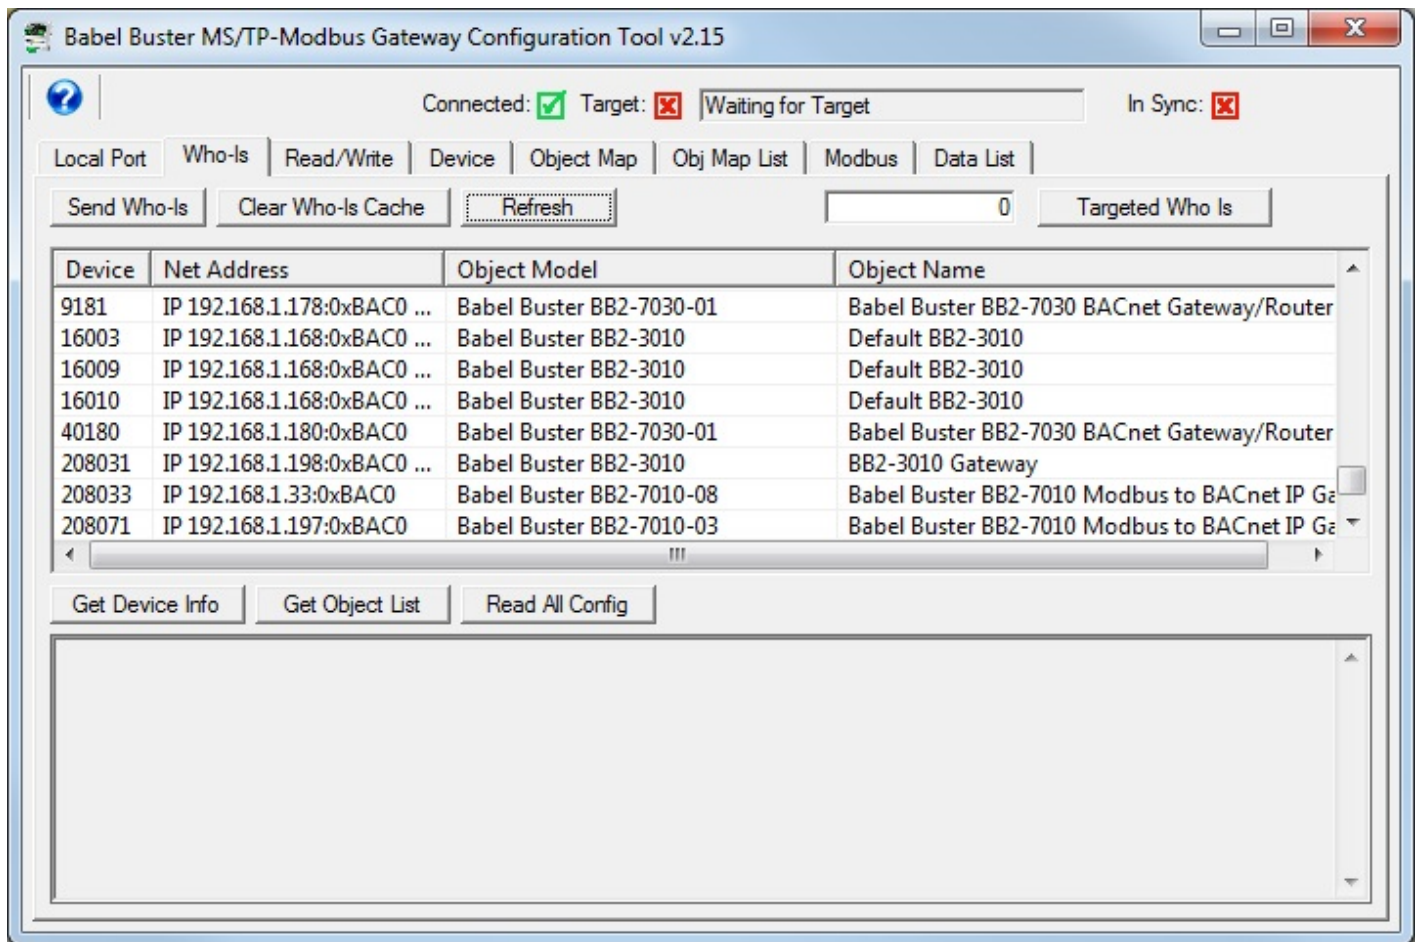 Babel Buster MS/TP-Modbus Gateway Configuration Tool v2.15
Connected: Target: Waiting for Target In Sync:
Local Port Who-Is Read/Write Device Object Map Obj Map List Modbus Data List
Send Who-Is Clear Who-Is Cache Refresh 0 Targeted Who Is
Device Net Address Object Model Object Name
9181 IP 192.168.1.178:0xBAC0 ... Babel Buster BB2-7030-01 Babel Buster BB2-7030 BACnet Gateway/Router
16003 IP 192.168.1.168:0xBAC0 ... Babel Buster BB2-3010 Default BB2-3010
16009 IP 192.168.1.168:0xBAC0 ... Babel Buster BB2-3010 Default BB2-3010
16010 IP 192.168.1.168:0xBAC0 ... Babel Buster BB2-3010 Default BB2-3010
40180 IP 192.168.1.180:0xBAC0 Babel Buster BB2-7030-01 Babel Buster BB2-7030 BACnet Gateway/Router
208031 IP 192.168.1.198:0xBAC0 ... Babel Buster BB2-3010 BB2-3010 Gateway
208033 IP 192.168.1.33:0xBAC0 Babel Buster BB2-7010-08 Babel Buster BB2-7010 Modbus to BACnet IP Ga
208071 IP 192.168.1.197:0xBAC0 Babel Buster BB2-7010-03 Babel Buster BB2-7010 Modbus to BACnet IP Ga
Get Device Info Get Object List Read All Config